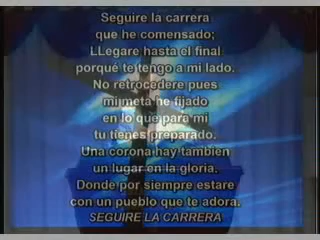 Seguire la carrera
que he comensado;
LLegare hasta el final
porqué te tengo a mi lado.
No retrocedere pues
mi meta he fijado
en lo que para mi
tu tienes preparado.
Una corona hay tambien
un lugar en la gloria.
Donde por siempre estare
con un pueblo que te adora.
SEGUIRE LA CARRERA